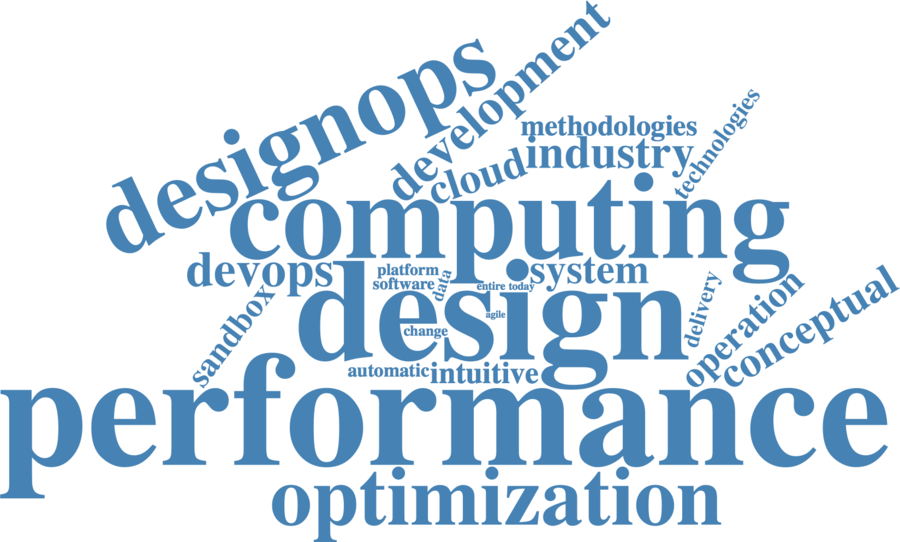 designops
development
methodologies
technologies
cloud
industry
computing
devops
platform
system
software
data
entire today
design
agile
change
sandbox
delivery
operation
conceptual
automatic
intuitive
performance
optimization